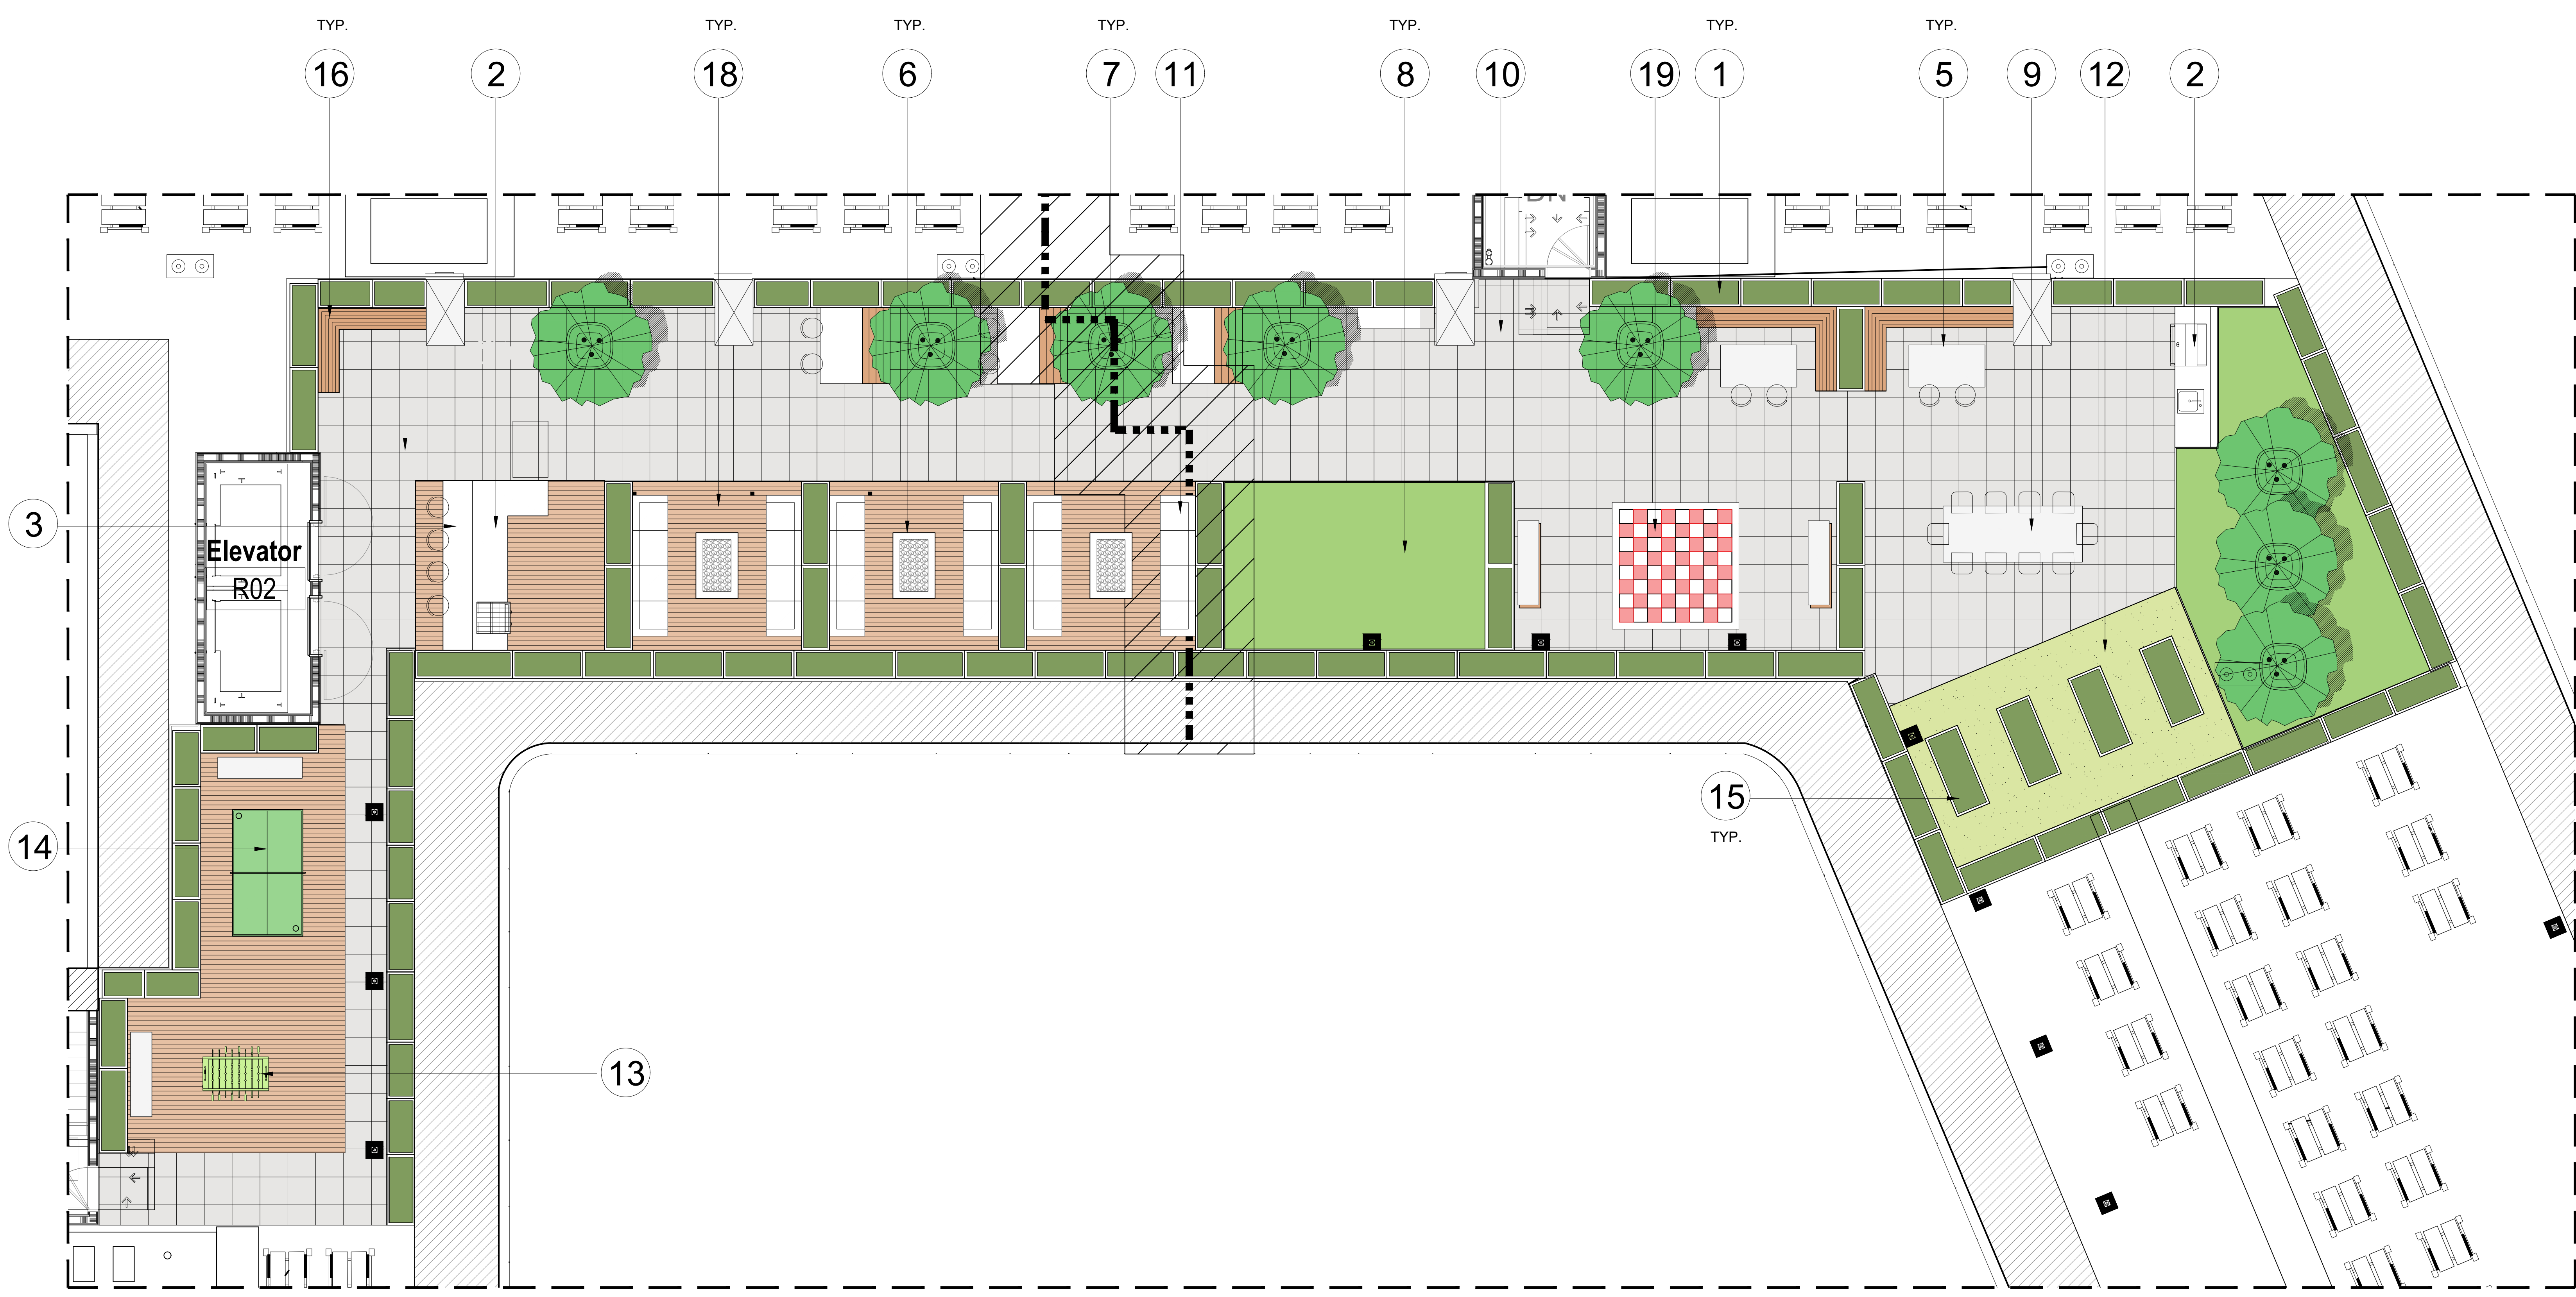 TYP. TYP. TYP. TYP. TYP. TYP. TYP.
16 2 18 6 7 11 8 10 19 1 5 9 12 2
DN
3
Elevator
R02
15
TYP.
14
13